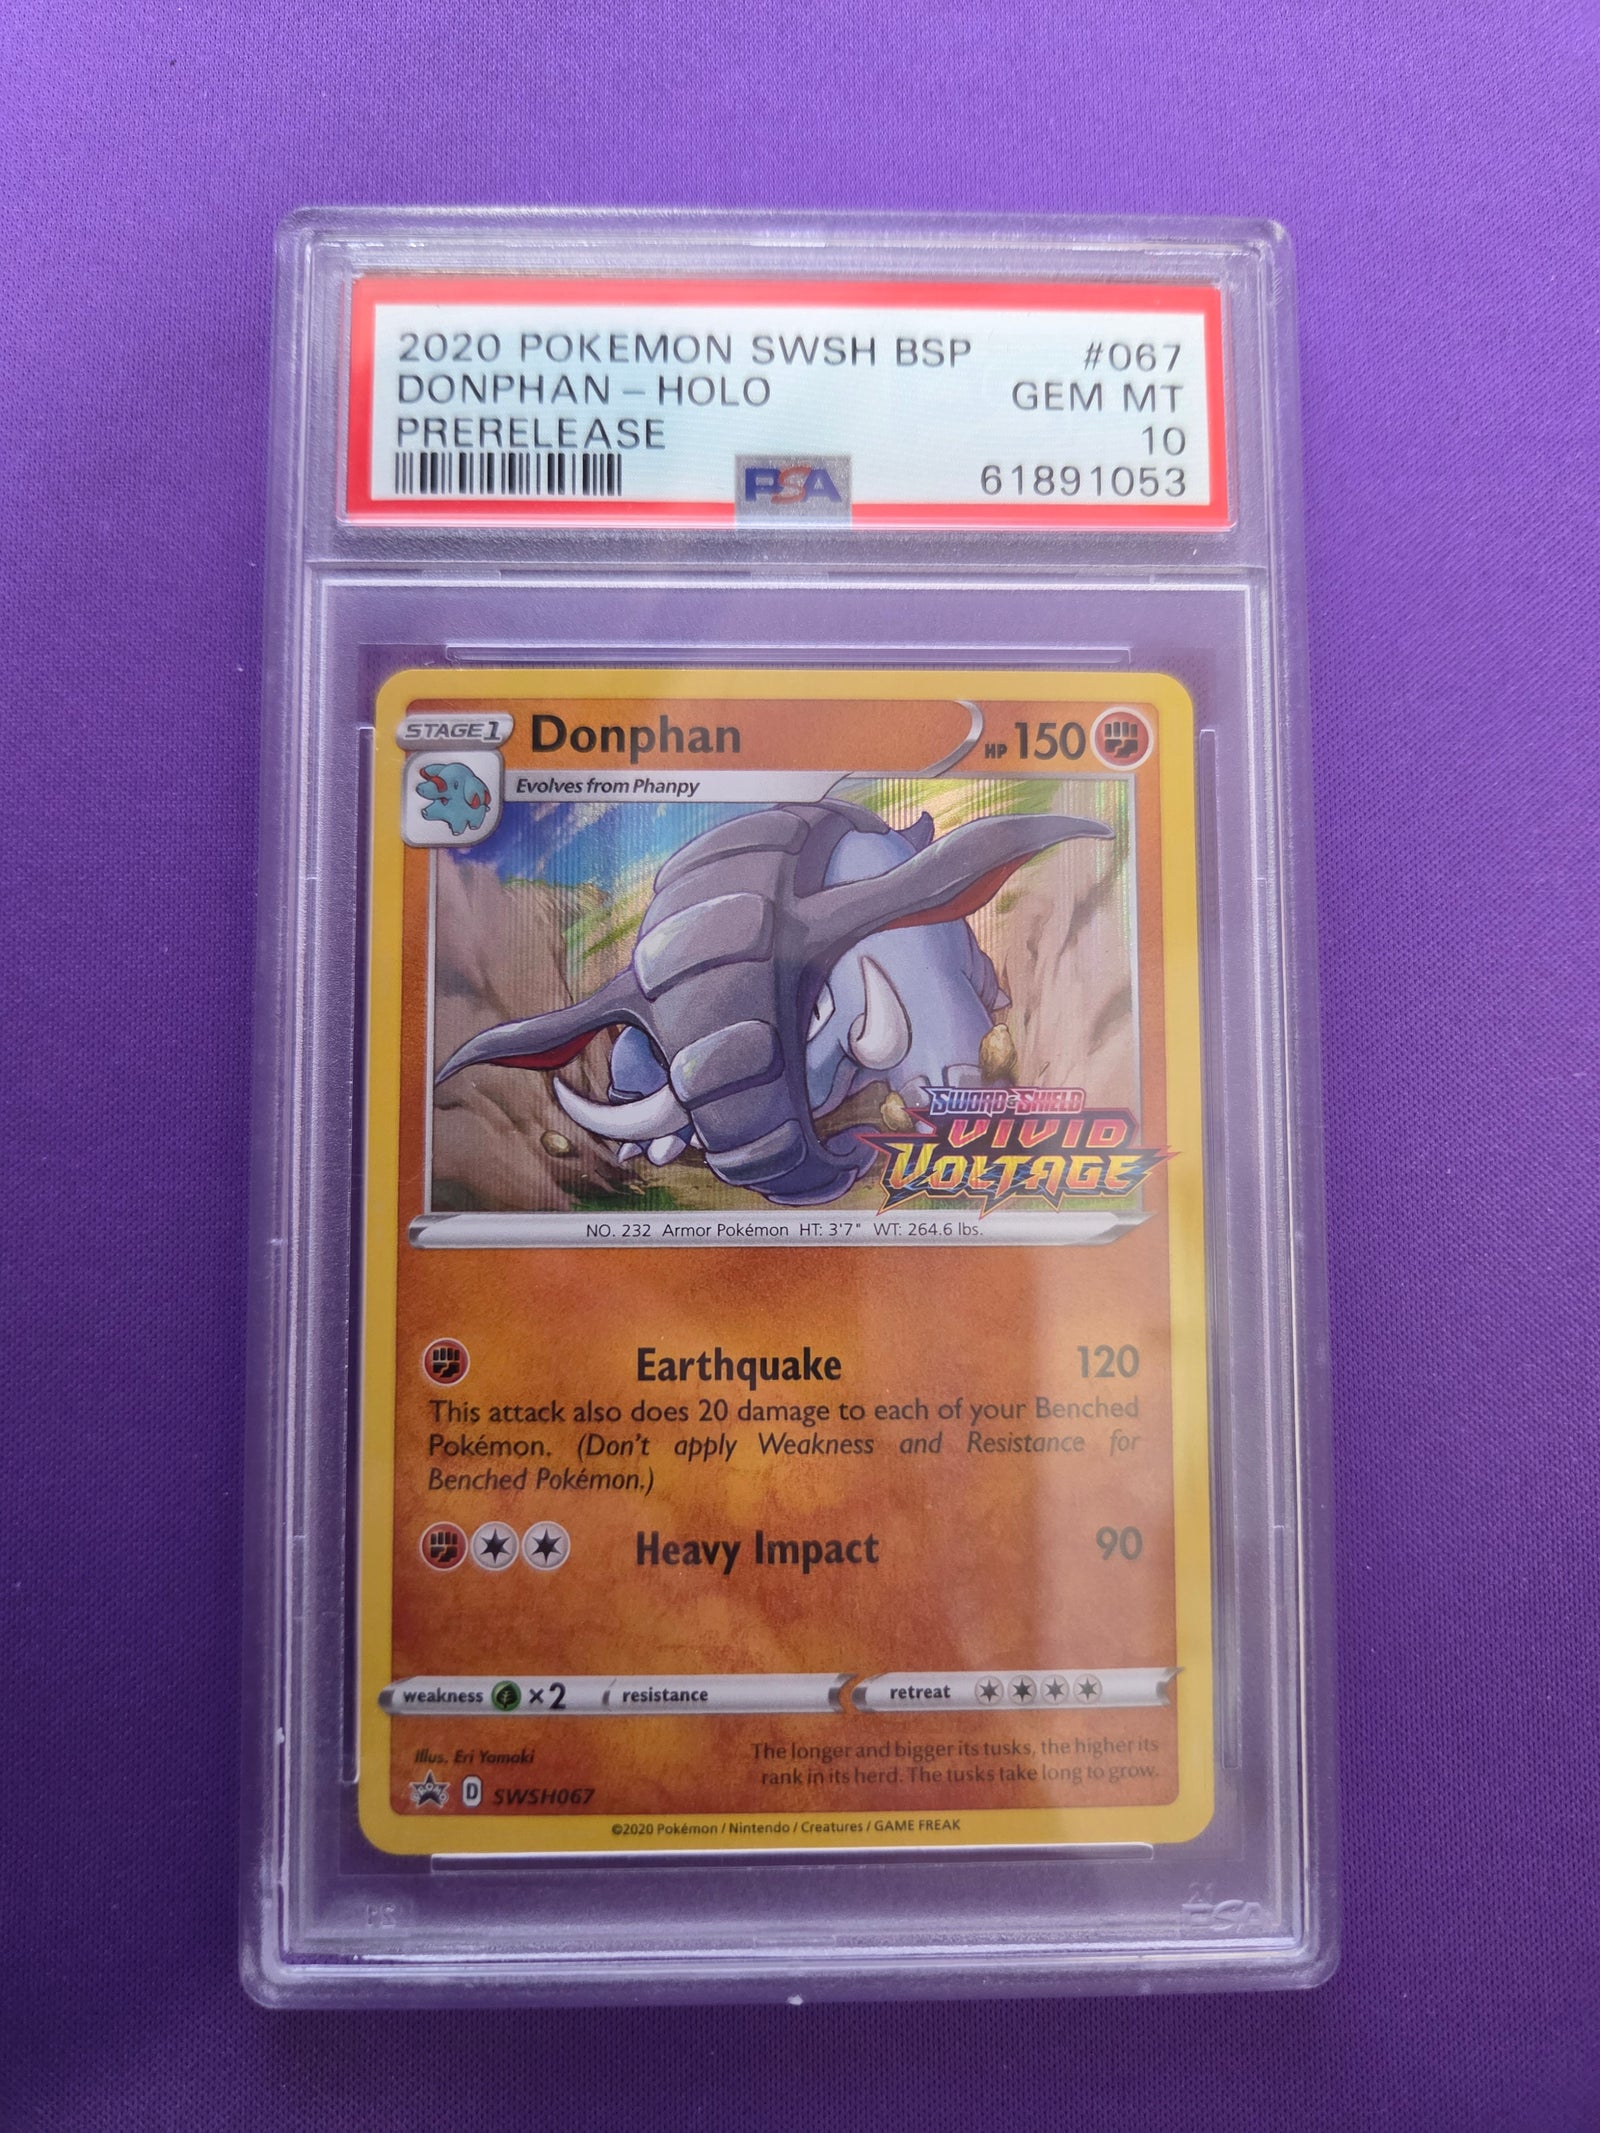 2020 POKEMON SWSH BSP #067
DONPHAN - HOLO GEM MT
PRERELEASE 10
PSA 61891053
STAGE 1 Donphan HP 150
Evolves from Phanpy
SWORD & SHIELD
VIVID
VOLTAGE
NO. 232 Armor Pokémon HT: 3'7" WT: 264.6 lbs.
Earthquake 120
This attack also does 20 damage to each of your Benched
Pokémon. (Don't apply Weakness and Resistance for
Benched Pokémon.)
Heavy Impact 90
weakness ×2 resistance retreat
Illus. Eri Yamaki
The longer and bigger its tusks, the higher its
rank in its herd. The tusks take long to grow.
D SWSH067
©2020 Pokémon / Nintendo / Creatures / GAME FREAK
PSA